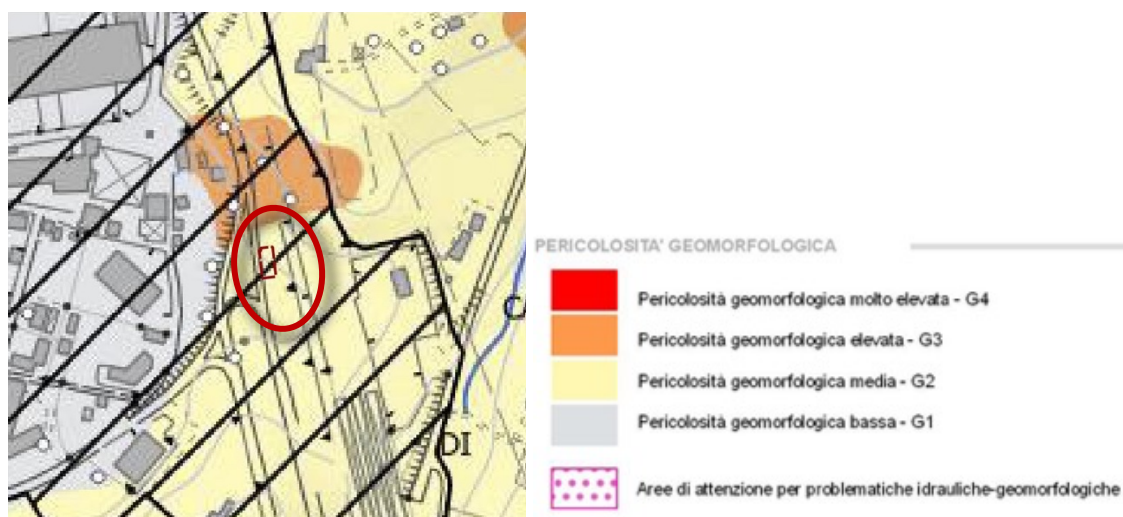 DI
PERICOLOSITA' GEOMORFOLOGICA
Pericolosità geomorfologica molto elevata - G4
Pericolosità geomorfologica elevata - G3
Pericolosità geomorfologica media - G2
Pericolosità geomorfologica bassa - G1
Aree di attenzione per problematiche idrauliche-geomorfologiche